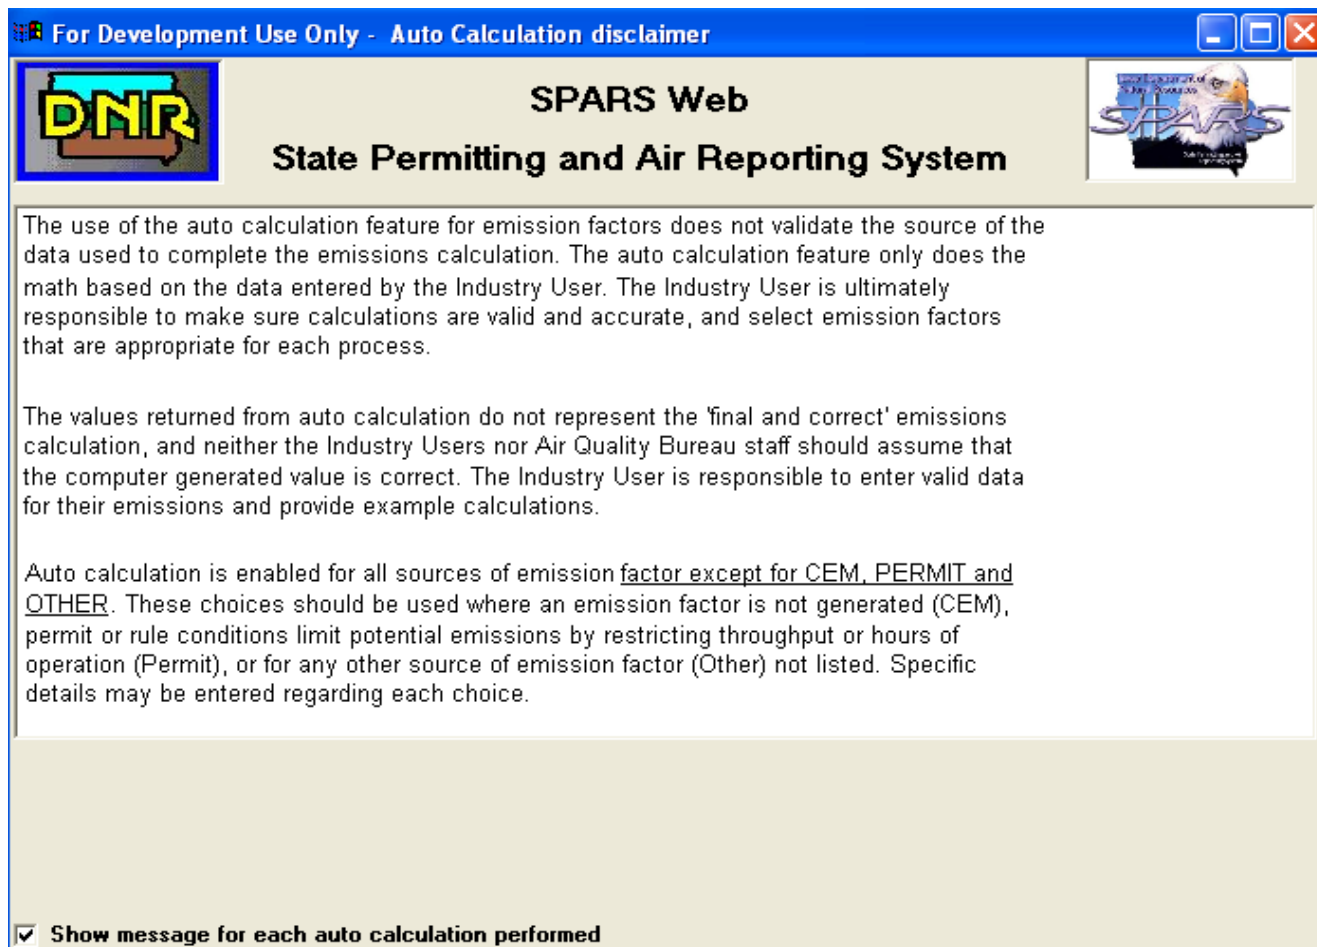 For Development Use Only - Auto Calculation disclaimer
DNR
SPARS Web
State Permitting and Air Reporting System
SPARS
The use of the auto calculation feature for emission factors does not validate the source of the
data used to complete the emissions calculation. The auto calculation feature only does the
math based on the data entered by the Industry User. The Industry User is ultimately
responsible to make sure calculations are valid and accurate, and select emission factors
that are appropriate for each process.
The values returned from auto calculation do not represent the 'final and correct' emissions
calculation, and neither the Industry Users nor Air Quality Bureau staff should assume that
the computer generated value is correct. The Industry User is responsible to enter valid data
for their emissions and provide example calculations.
Auto calculation is enabled for all sources of emission factor except for CEM, PERMIT and
OTHER. These choices should be used where an emission factor is not generated (CEM),
permit or rule conditions limit potential emissions by restricting throughput or hours of
operation (Permit), or for any other source of emission factor (Other) not listed. Specific
details may be entered regarding each choice.
Show message for each auto calculation performed